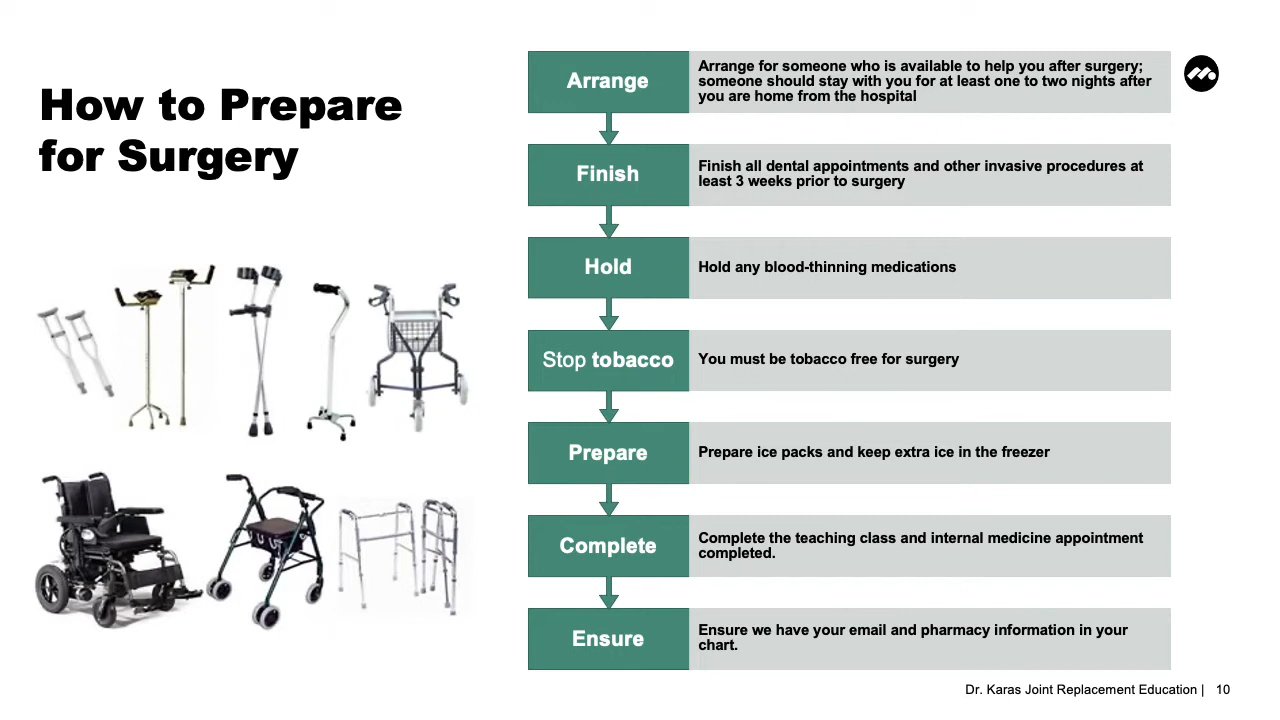 How to Prepare
for Surgery
Arrange
Arrange for someone who is available to help you after surgery;
someone should stay with you for at least one to two nights after
you are home from the hospital
Finish
Finish all dental appointments and other invasive procedures at
least 3 weeks prior to surgery
Hold
Hold any blood-thinning medications
Stop tobacco
You must be tobacco free for surgery
Prepare
Prepare ice packs and keep extra ice in the freezer
Complete
Complete the teaching class and internal medicine appointment
completed.
Ensure
Ensure we have your email and pharmacy information in your
chart.
Dr. Karas Joint Replacement Education | 10